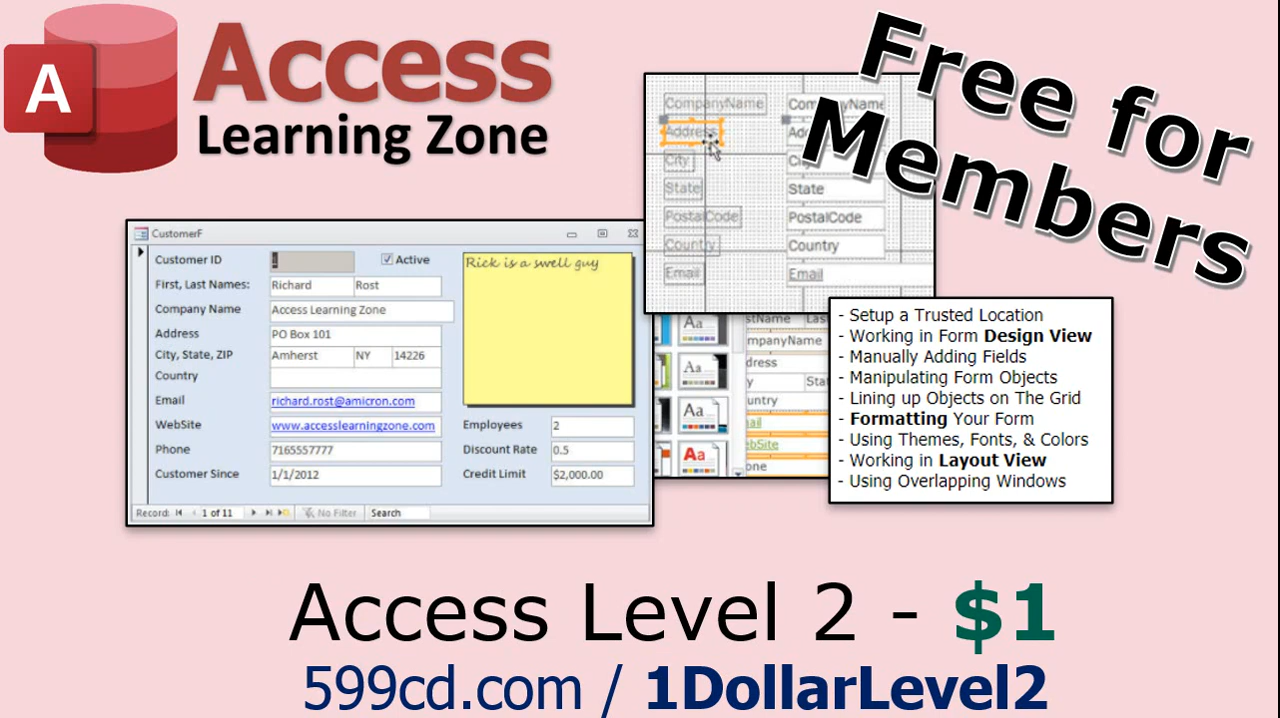 A
Access
Learning Zone
Free for
Members
CompanyName CompanyName
Address
City
State State
PostalCode PostalCode
Country Country
Email Email
CustomerF
Customer ID Active
First, Last Names: Richard Rost
Company Name Access Learning Zone
Address PO Box 101
City, State, ZIP Amherst NY 14226
Country
Email richard.rost@amicron.com
WebSite www.accesslearningzone.com
Phone 7165557777
Customer Since 1/1/2012
Rick is a swell guy
Employees 2
Discount Rate 0.5
Credit Limit $2,000.00
Record: 1 of 11 No Filter Search
Aa
Aa
Aa
Aa
- Setup a Trusted Location
- Working in Form Design View
- Manually Adding Fields
- Manipulating Form Objects
- Lining up Objects on The Grid
- Formatting Your Form
- Using Themes, Fonts, & Colors
- Working in Layout View
- Using Overlapping Windows
Access Level 2 - $1
599cd.com / 1DollarLevel2